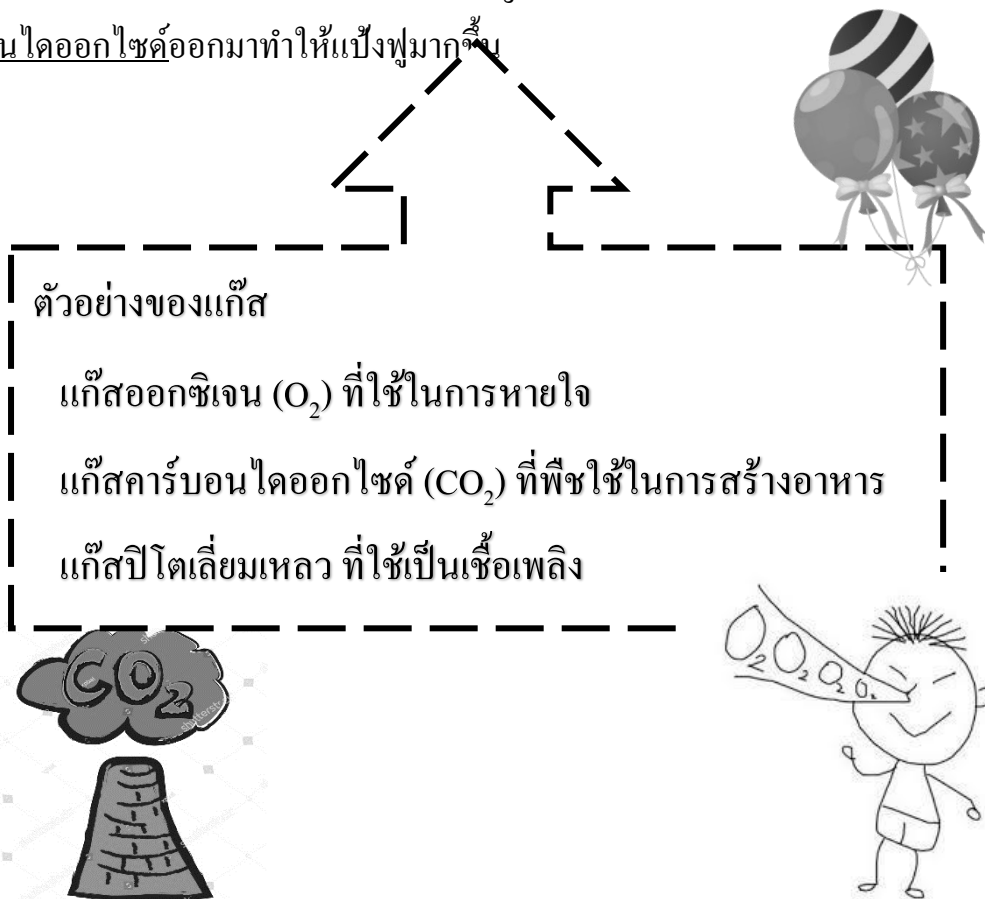 นไดออกไซด์ออกมาทำให้แป้งฟูมากขึ้น
ตัวอย่างของแก๊ส
แก๊สออกซิเจน (O₂) ที่ใช้ในการหายใจ
แก๊สคาร์บอนไดออกไซด์ (CO₂) ที่พืชใช้ในการสร้างอาหาร
แก๊สปิโตเลี่ยมเหลว ที่ใช้เป็นเชื้อเพลิง
CO₂
O₂ O₂ O₂ O₂